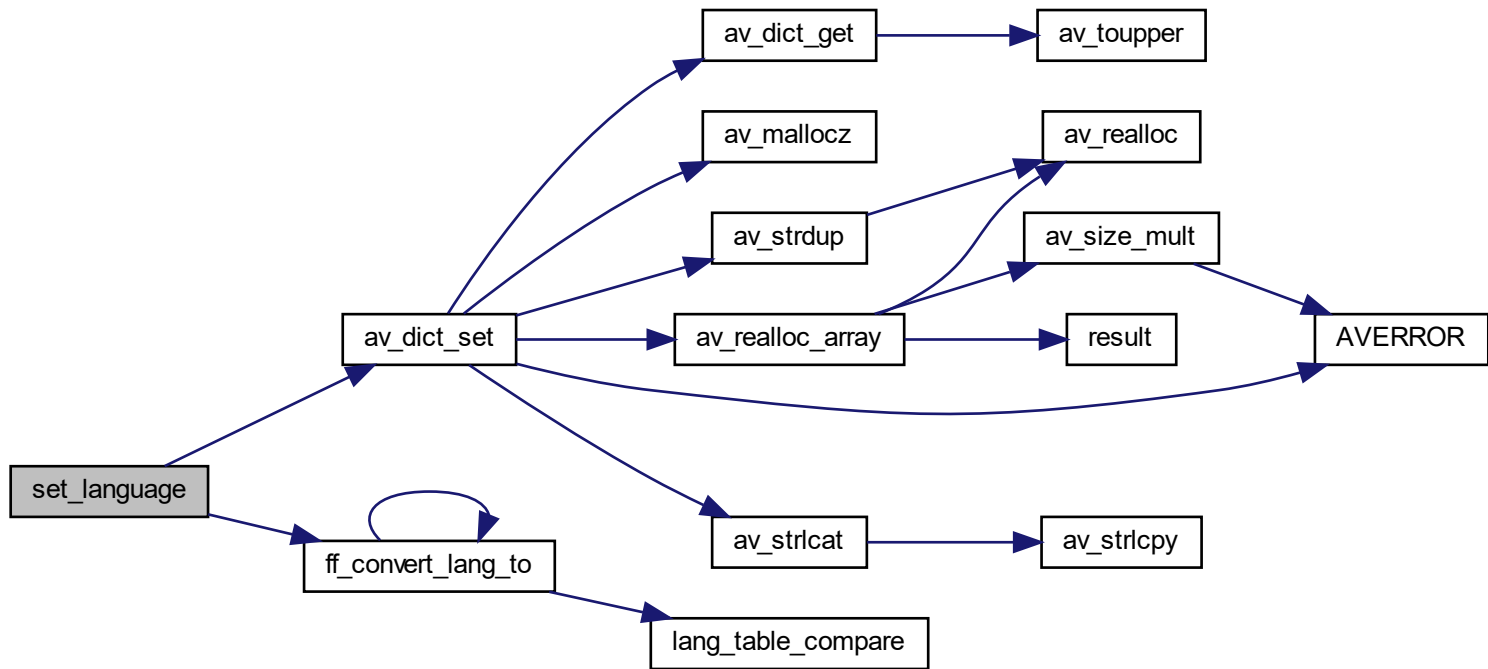 av_dict_get
av_toupper
av_mallocz
av_realloc
av_strdup
av_size_mult
av_dict_set
av_realloc_array
result
AVERROR
set_language
av_strlcat
av_strlcpy
ff_convert_lang_to
lang_table_compare